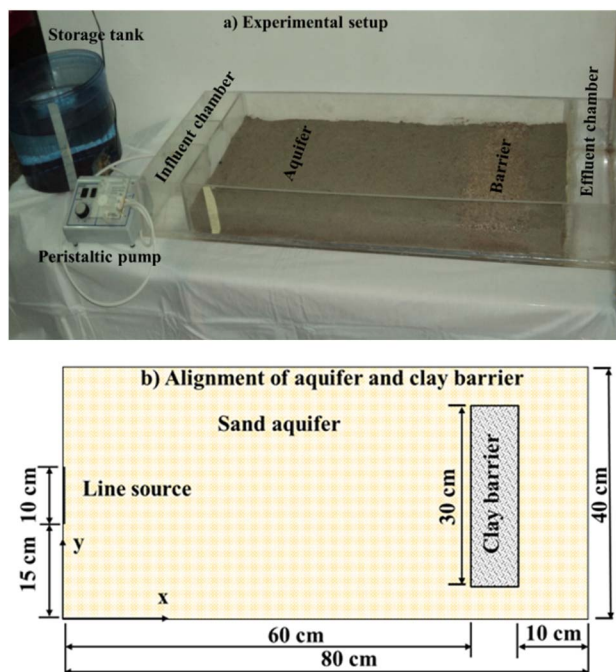 a) Experimental setup
Storage tank
Influent chamber
Aquifer
Barrier
Effluent chamber
Peristaltic pump
b) Alignment of aquifer and clay barrier
Sand aquifer
Line source
10 cm
15 cm
y
x
30 cm
Clay barrier
40 cm
60 cm
10 cm
80 cm